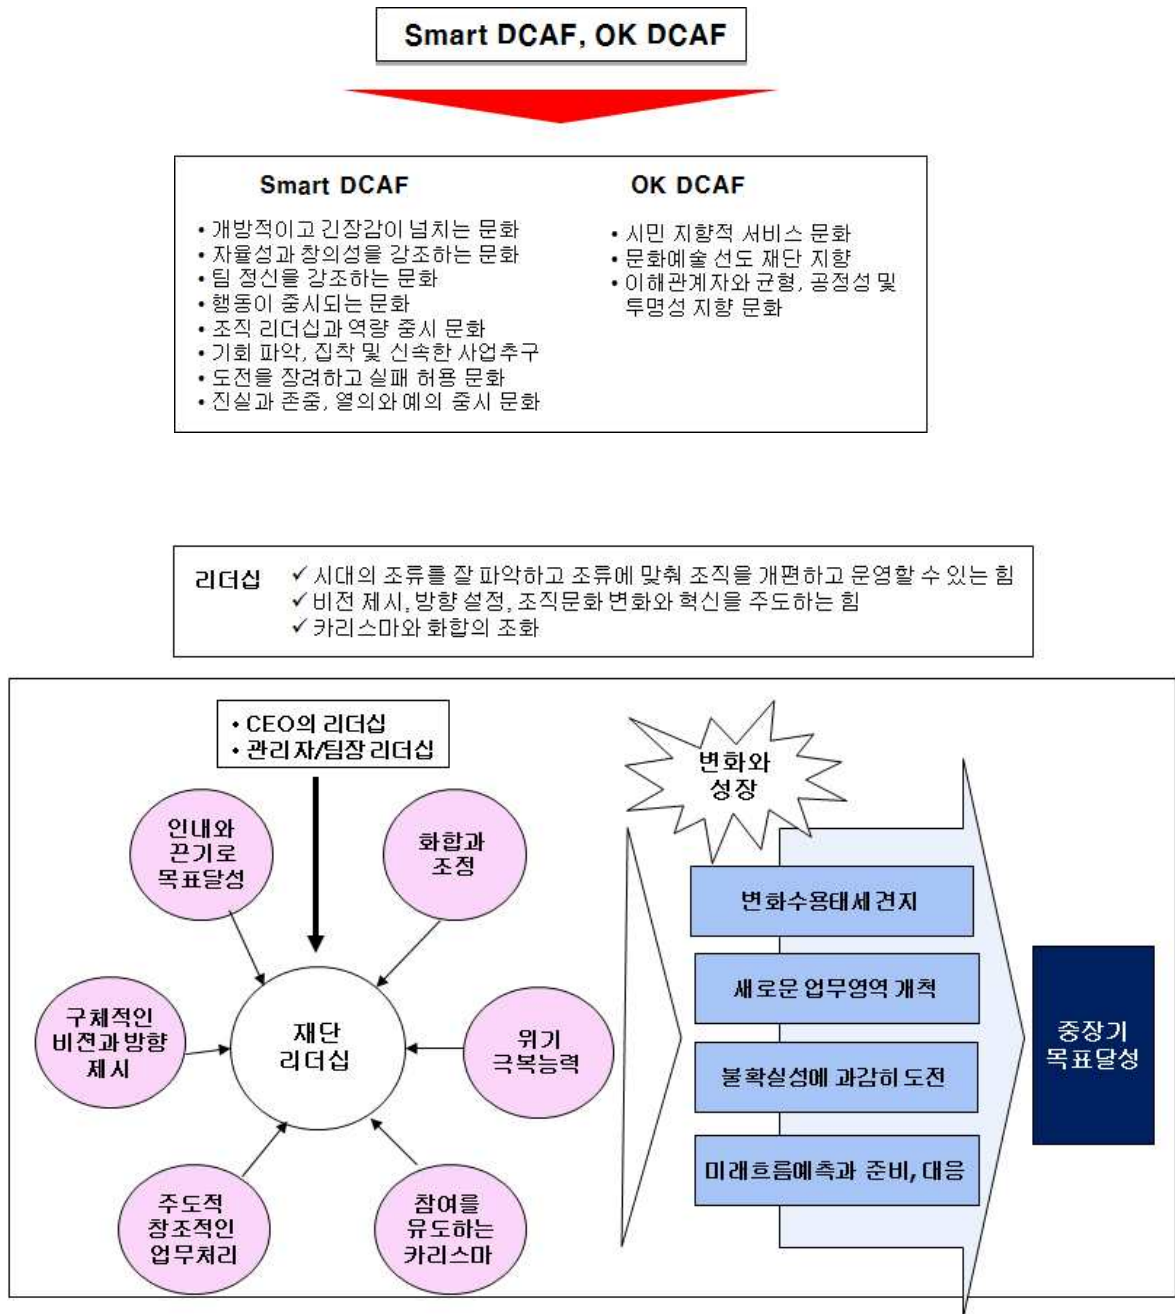 Smart DCAF, OK DCAF
Smart DCAF
• 개방적이고 긴장감이 넘치는 문화
• 자율성과 창의성을 강조하는 문화
• 팀 정신을 강조하는 문화
• 행동이 중시되는 문화
• 조직 리더십과 역량 중시 문화
• 기회 파악, 집착 및 신속한 사업추구
• 도전을 장려하고 실패 허용 문화
• 진실과 존중, 열의와 예의 중시 문화
OK DCAF
• 시민 지향적 서비스 문화
• 문화예술 선도 재단 지향
• 이해관계자와 균형, 공정성 및
투명성 지향 문화
리더십
✓ 시대의 조류를 잘 파악하고 조류에 맞춰 조직을 개편하고 운영할 수 있는 힘
✓ 비전 제시, 방향 설정, 조직문화 변화와 혁신을 주도하는 힘
✓ 카리스마와 화합의 조화
• CEO의 리더십
• 관리자/팀장 리더십
인내와
끈기로
목표달성
화합과
조정
구체적인
비젼과 방향
제시
재단
리더십
위기
극복능력
주도적
창조적인
업무처리
참여를
유도하는
카리스마
변화와
성장
변화수용태세 견지
새로운 업무영역 개척
불확실성에 과감히 도전
미래흐름예측과 준비, 대응
중장기
목표달성